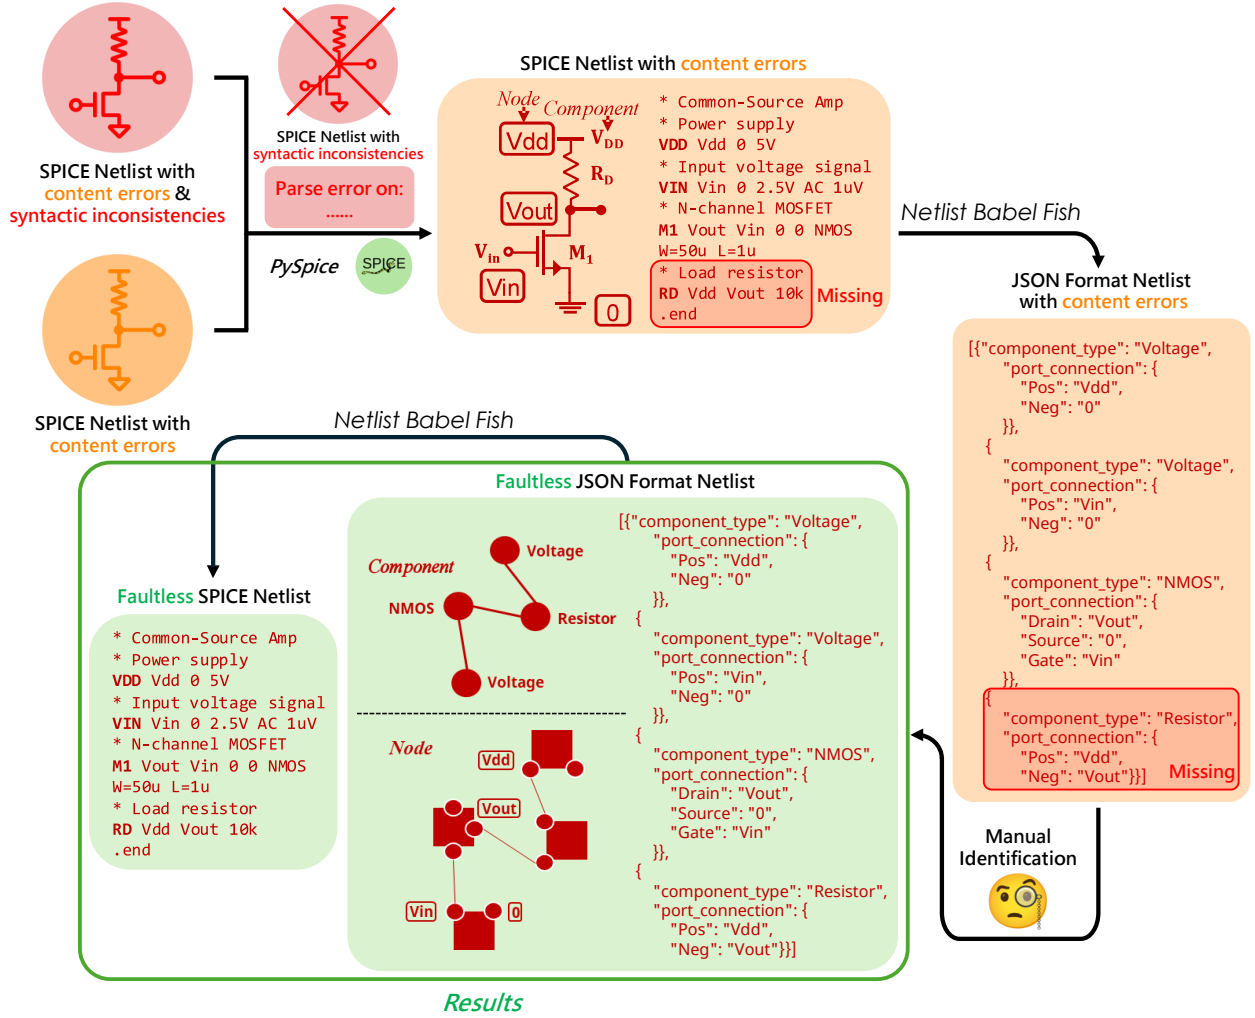 SPICE Netlist with
content errors &
syntactic inconsistencies
SPICE Netlist with
syntactic inconsistencies
Parse error on:
......
PySpice
SPICE
SPICE Netlist with
content errors
SPICE Netlist with content errors
Node
Component
Vdd
VDD
RD
Vout
Vin
M1
Vin
0
* Common-Source Amp
* Power supply
VDD Vdd 0 5V
* Input voltage signal
VIN Vin 0 2.5V AC 1uV
* N-channel MOSFET
M1 Vout Vin 0 0 NMOS
W=50u L=1u
* Load resistor
RD Vdd Vout 10k
.end
Missing
Netlist Babel Fish
JSON Format Netlist
with content errors
[{"component_type": "Voltage",
"port_connection": {
"Pos": "Vdd",
"Neg": "0"
}},
{
"component_type": "Voltage",
"port_connection": {
"Pos": "Vin",
"Neg": "0"
}},
{
"component_type": "NMOS",
"port_connection": {
"Drain": "Vout",
"Source": "0",
"Gate": "Vin"
}},
{
"component_type": "Resistor",
"port_connection": {
"Pos": "Vdd",
"Neg": "Vout"}}]
Missing
Manual
Identification
Netlist Babel Fish
Faultless JSON Format Netlist
Component
Voltage
NMOS
Resistor
Voltage
Node
Vdd
Vout
Vin
0
[{"component_type": "Voltage",
"port_connection": {
"Pos": "Vdd",
"Neg": "0"
}},
{
"component_type": "Voltage",
"port_connection": {
"Pos": "Vin",
"Neg": "0"
}},
{
"component_type": "NMOS",
"port_connection": {
"Drain": "Vout",
"Source": "0",
"Gate": "Vin"
}},
{
"component_type": "Resistor",
"port_connection": {
"Pos": "Vdd",
"Neg": "Vout"}}]
Faultless SPICE Netlist
* Common-Source Amp
* Power supply
VDD Vdd 0 5V
* Input voltage signal
VIN Vin 0 2.5V AC 1uV
* N-channel MOSFET
M1 Vout Vin 0 0 NMOS
W=50u L=1u
* Load resistor
RD Vdd Vout 10k
.end
Results